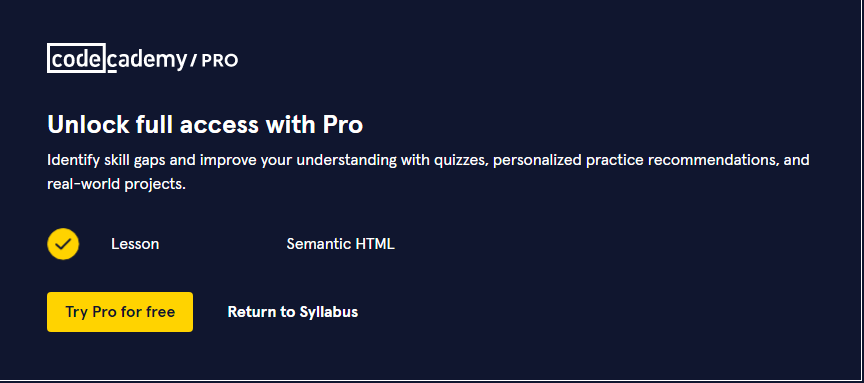 codecademy/PRO
Unlock full access with Pro
Identify skill gaps and improve your understanding with quizzes, personalized practice recommendations, and
real-world projects.
Lesson Semantic HTML
Try Pro for free Return to Syllabus